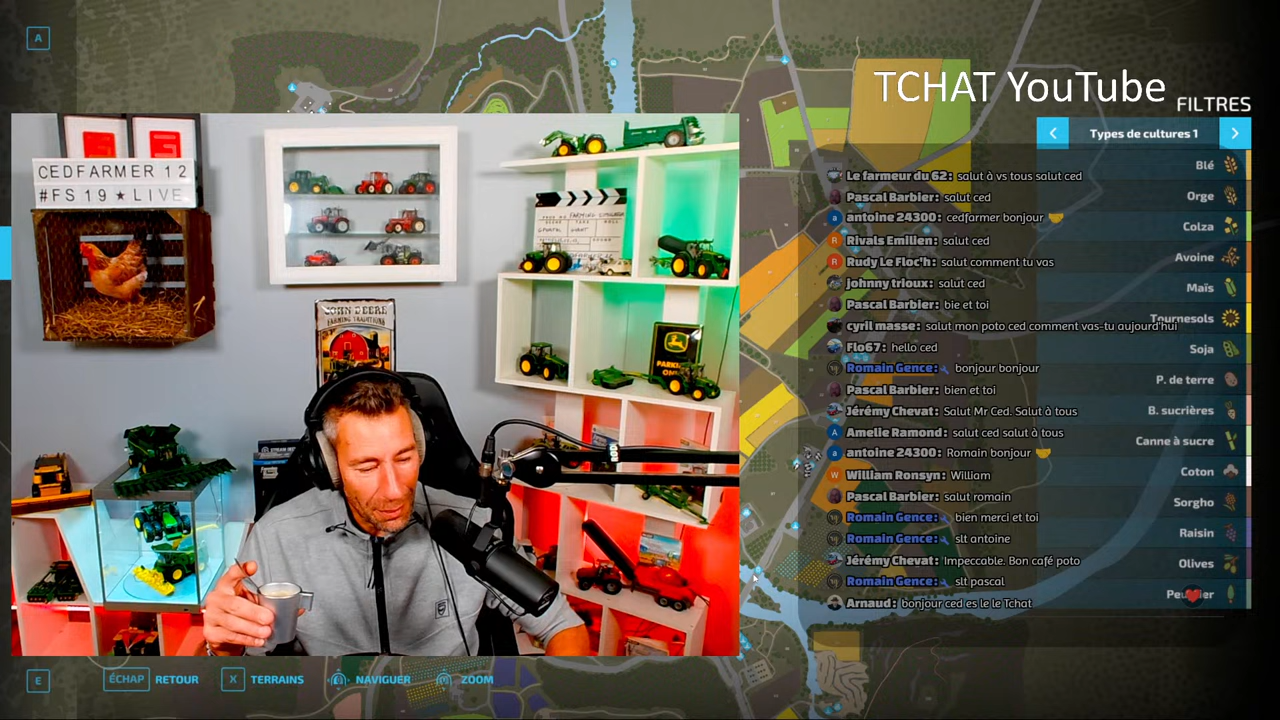 A
TCHAT YouTube
FILTRES
Types de cultures 1
CEDFARMER 12
#FS19★LIVE
FARMING SIMULATOR
JOHN DEERE
FARMING TRADITIONS
Le farmeur du 62: salut à vs tous salut ced
Pascal Barbier: salut ced
antoine 24300: cedfarmer bonjour
Rivals Emilien: salut ced
Rudy Le Floc'h: salut comment tu vas
johnny trioux: salut ced
Pascal Barbier: bie et toi
cyril masse: salut mon poto ced comment vas-tu aujourd'hui
Flo67: hello ced
Romain Gence: bonjour bonjour
Pascal Barbier: bien et toi
Jérémy Chevat: Salut Mr Ced. Salut à tous
Amelie Ramond: salut ced salut à tous
antoine 24300: Romain bonjour
William Ronsyn: William
Pascal Barbier: salut romain
Romain Gence: bien merci et toi
Romain Gence: slt antoine
Jérémy Chevat: Impeccable. Bon café poto
Romain Gence: slt pascal
Arnaud: bonjour ced es le le Tchat
Blé
Orge
Colza
Avoine
Maïs
Tournesols
Soja
P. de terre
B. sucrières
Canne à sucre
Coton
Sorgho
Raisin
Olives
E
ÉCHAP RETOUR
X TERRAINS
NAVIGUER
ZOOM